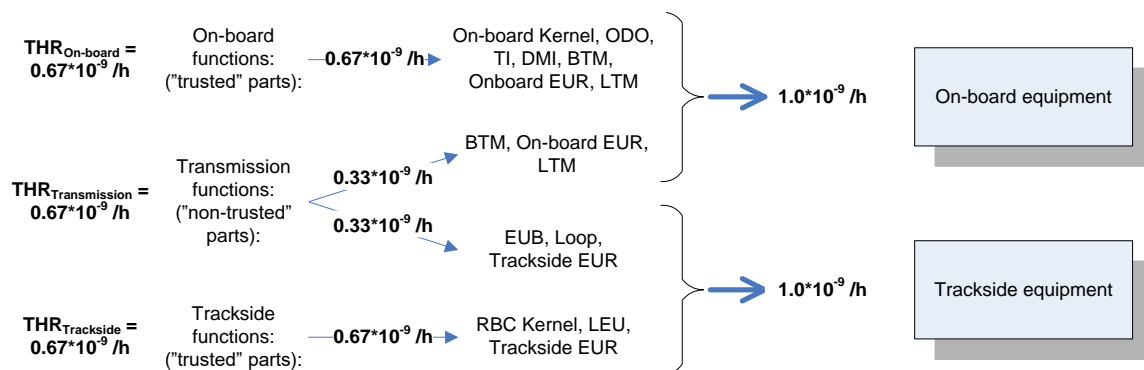 THR_On-board =
0.67*10⁻⁹ /h
On-board
functions:
("trusted" parts):
0.67*10⁻⁹ /h
On-board Kernel, ODO,
TI, DMI, BTM,
Onboard EUR, LTM
1.0*10⁻⁹ /h
On-board equipment
THR_Transmission =
0.67*10⁻⁹ /h
Transmission
functions:
("non-trusted"
parts):
0.33*10⁻⁹ /h
BTM, On-board EUR,
LTM
0.33*10⁻⁹ /h
EUB, Loop,
Trackside EUR
1.0*10⁻⁹ /h
Trackside equipment
THR_Trackside =
0.67*10⁻⁹ /h
Trackside
functions:
("trusted" parts):
0.67*10⁻⁹ /h
RBC Kernel, LEU,
Trackside EUR